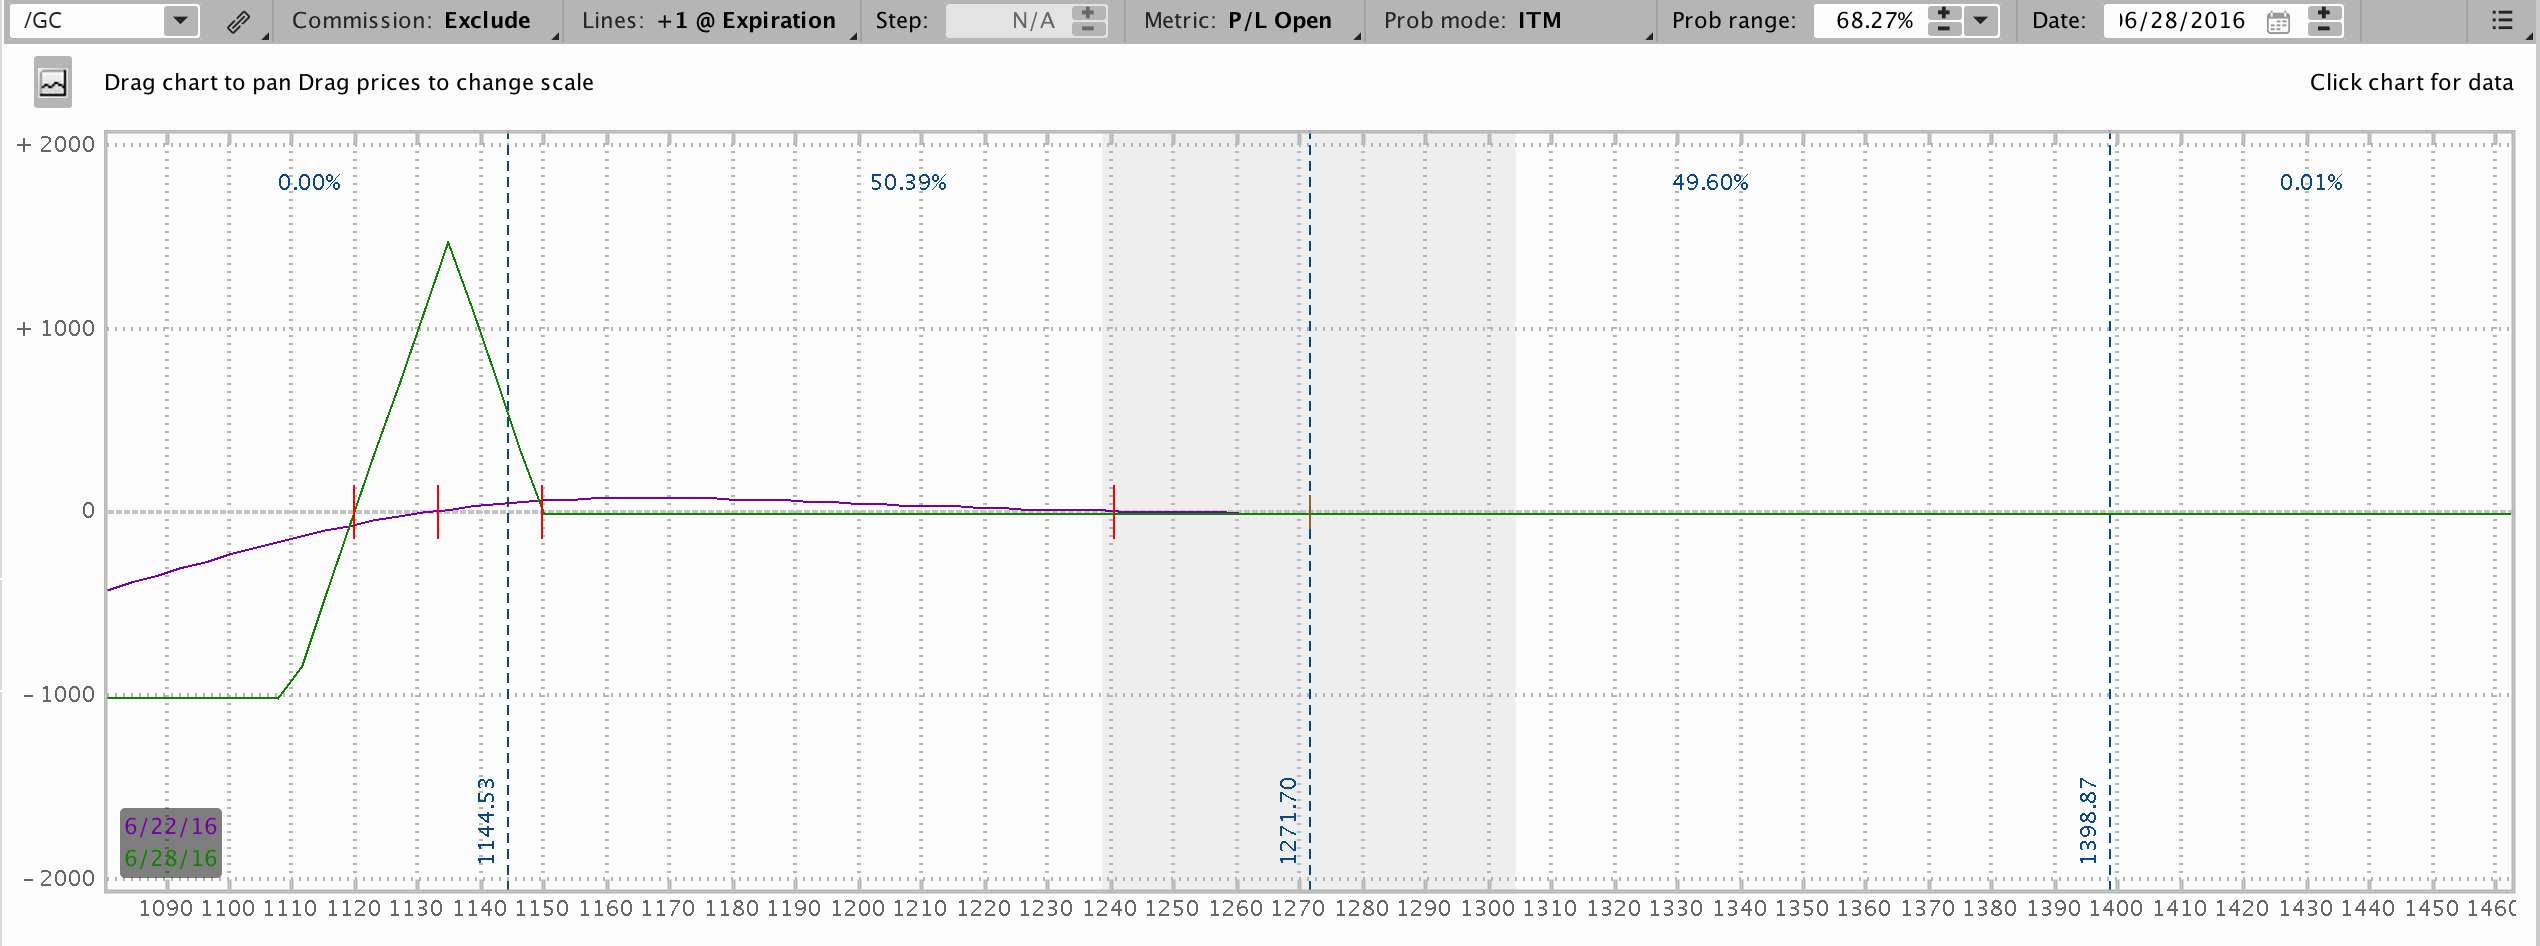 /GC Commission: Exclude Lines: +1 @ Expiration Step: N/A Metric: P/L Open Prob mode: ITM Prob range: 68.27% Date: 06/28/2016
Drag chart to pan Drag prices to change scale Click chart for data
+ 2000
0.00% 50.39% 49.60% 0.01%
+ 1000
0
- 1000
1144.53 1271.70 1398.87
6/22/16
6/28/16
- 2000
1090 1100 1110 1120 1130 1140 1150 1160 1170 1180 1190 1200 1210 1220 1230 1240 1250 1260 1270 1280 1290 1300 1310 1320 1330 1340 1350 1360 1370 1380 1390 1400 1410 1420 1430 1440 1450 1460